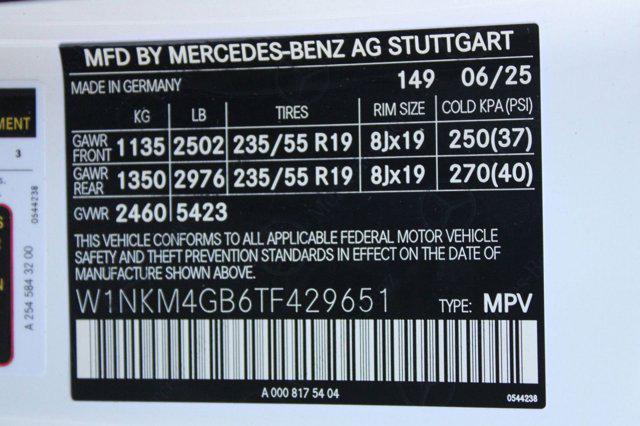 MFD BY MERCEDES-BENZ AG STUTTGART
MADE IN GERMANY 149 06/25
KG LB TIRES RIM SIZE COLD KPA (PSI)
GAWR FRONT 1135 2502 235/55 R19 8Jx19 250(37)
GAWR REAR 1350 2976 235/55 R19 8Jx19 270(40)
GVWR 2460 5423
THIS VEHICLE CONFORMS TO ALL APPLICABLE FEDERAL MOTOR VEHICLE
SAFETY AND THEFT PREVENTION STANDARDS IN EFFECT ON THE DATE OF
MANUFACTURE SHOWN ABOVE.
W1NKM4GB6TF429651 TYPE: MPV
A 000 817 54 04
0544238
MENT
3
0544238
A 254 584 32 00